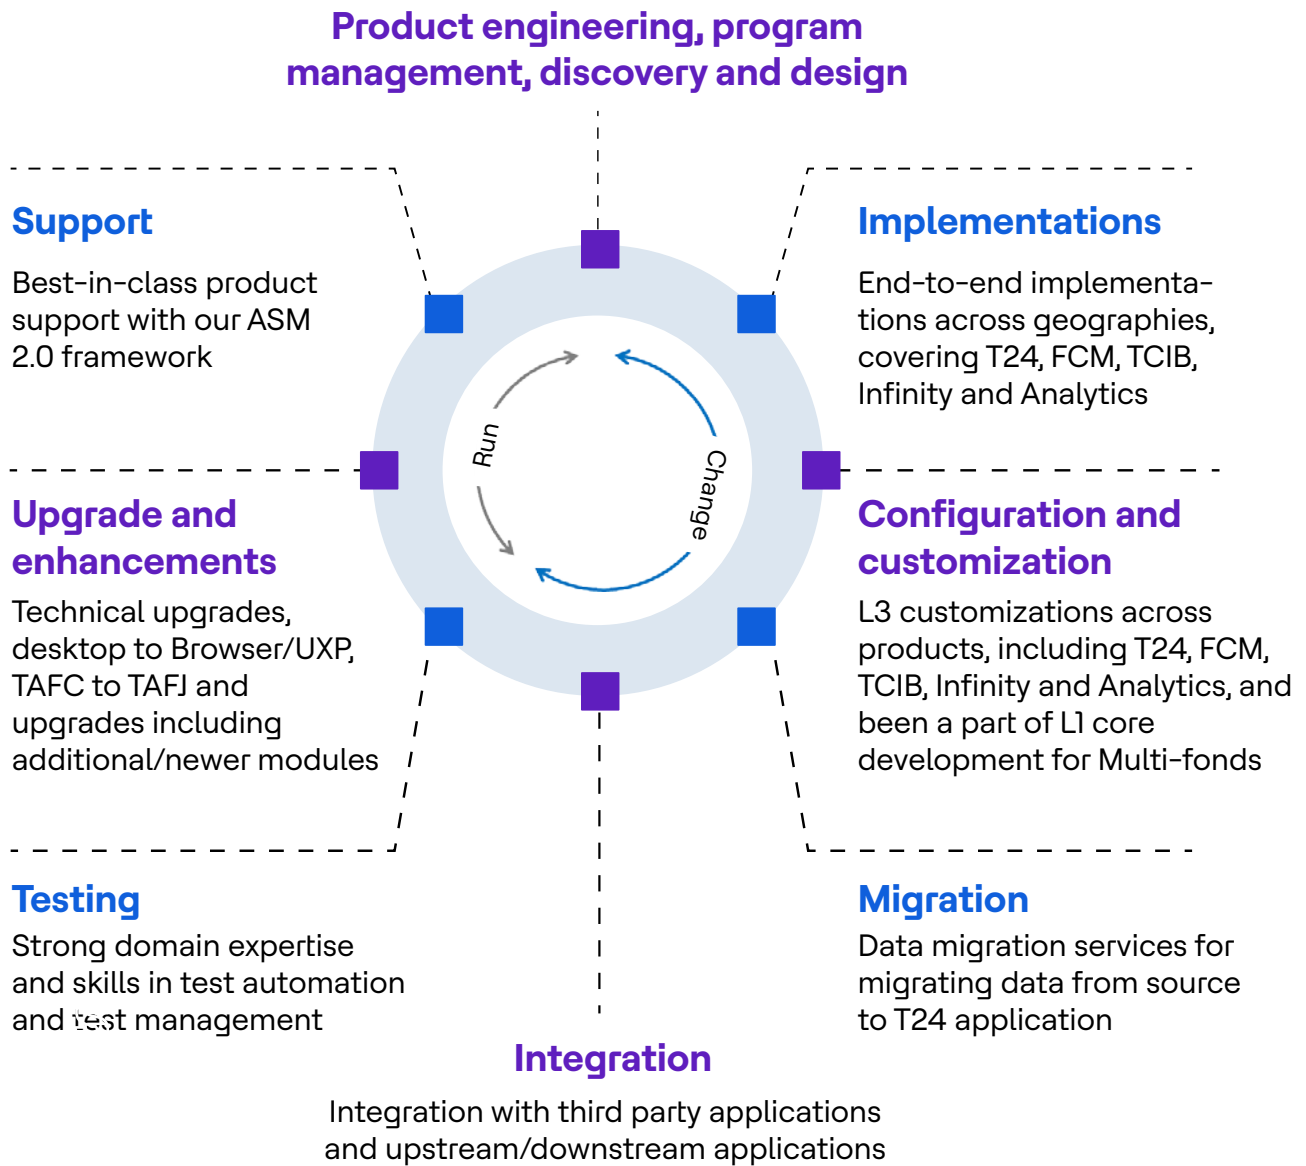 Product engineering, program
management, discovery and design
Support
Best-in-class product
support with our ASM
2.0 framework
Implementations
End-to-end implementa-
tions across geographies,
covering T24, FCM, TCIB,
Infinity and Analytics
Run
Change
Upgrade and
enhancements
Technical upgrades,
desktop to Browser/UXP,
TAFC to TAFJ and
upgrades including
additional/newer modules
Configuration and
customization
L3 customizations across
products, including T24, FCM,
TCIB, Infinity and Analytics, and
been a part of L1 core
development for Multi-fonds
Testing
Strong domain expertise
and skills in test automation
and test management
Migration
Data migration services for
migrating data from source
to T24 application
Integration
Integration with third party applications
and upstream/downstream applications